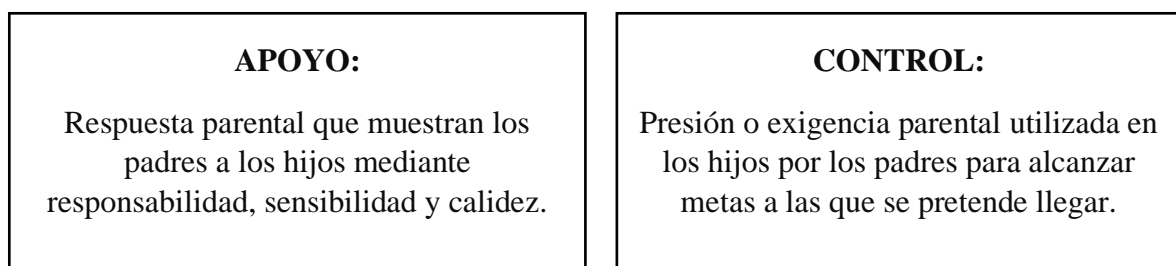 APOYO:
Respuesta parental que muestran los
padres a los hijos mediante
responsabilidad, sensibilidad y calidez.
CONTROL:
Presión o exigencia parental utilizada en
los hijos por los padres para alcanzar
metas a las que se pretende llegar.